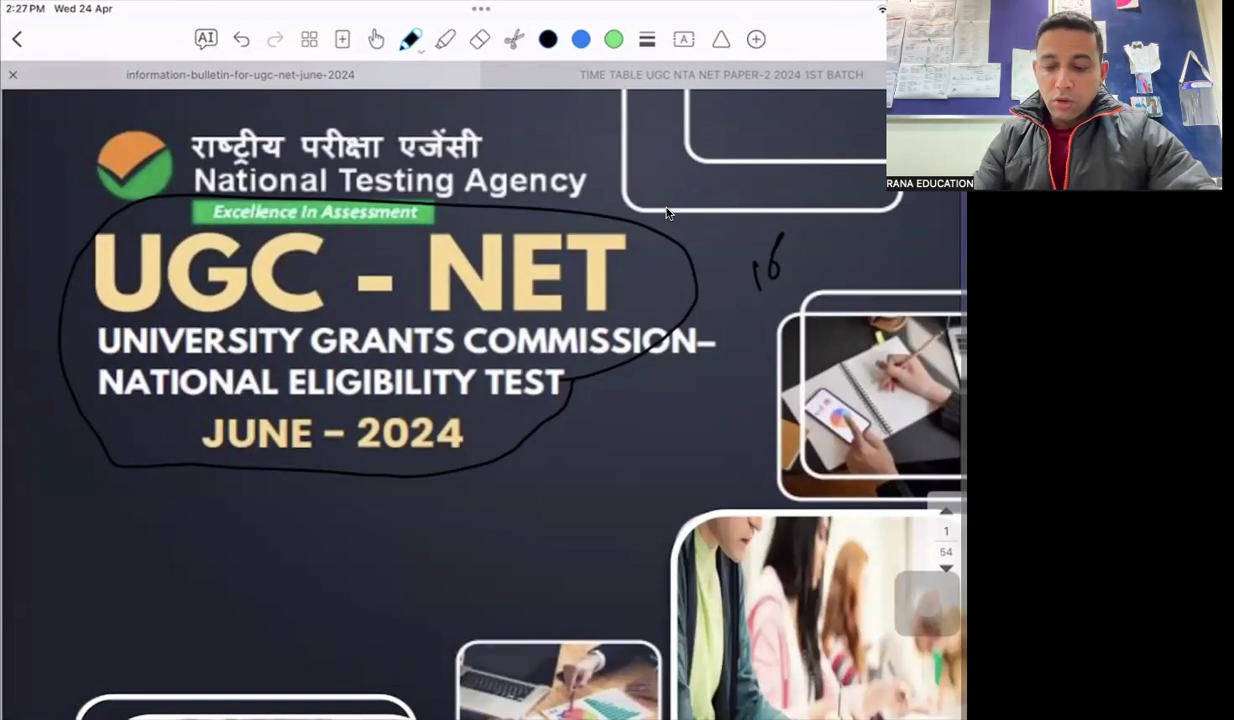 2:27 PM Wed 24 Apr
AI
A
information-bulletin-for-ugc-net-june-2024
TIME TABLE UGC NTA NET PAPER-2 2024 1ST BATCH
RANA EDUCATION
राष्ट्रीय परीक्षा एजेंसी
National Testing Agency
Excellence In Assessment
UGC - NET
16
UNIVERSITY GRANTS COMMISSION–
NATIONAL ELIGIBILITY TEST
JUNE – 2024
1
54